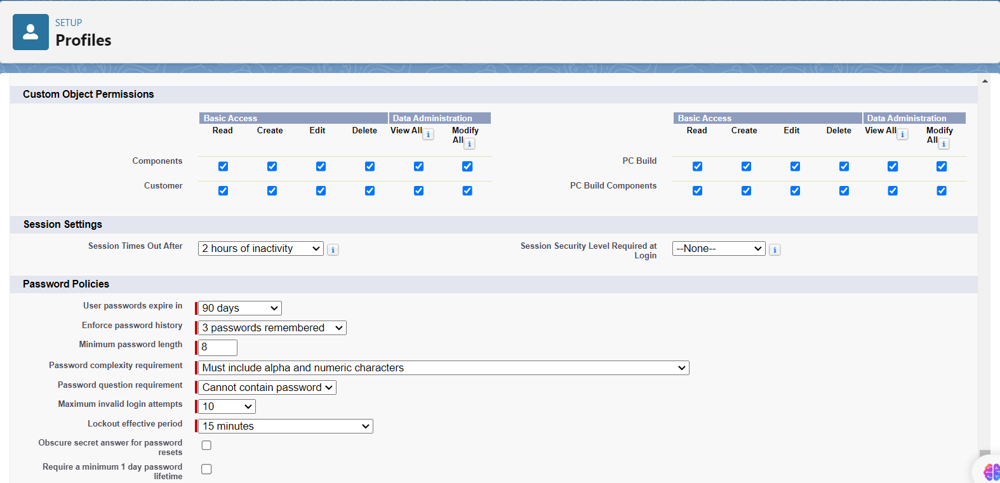 SETUP
Profiles
Custom Object Permissions
Basic Access Data Administration
Read Create Edit Delete View All i Modify
All i
Components
Customer
Basic Access Data Administration
Read Create Edit Delete View All i Modify
All i
PC Build
PC Build Components
Session Settings
Session Times Out After 2 hours of inactivity i
Session Security Level Required at
Login --None-- i
Password Policies
User passwords expire in 90 days
Enforce password history 3 passwords remembered
Minimum password length 8
Password complexity requirement Must include alpha and numeric characters
Password question requirement Cannot contain password
Maximum invalid login attempts 10
Lockout effective period 15 minutes
Obscure secret answer for password
resets
Require a minimum 1 day password
lifetime